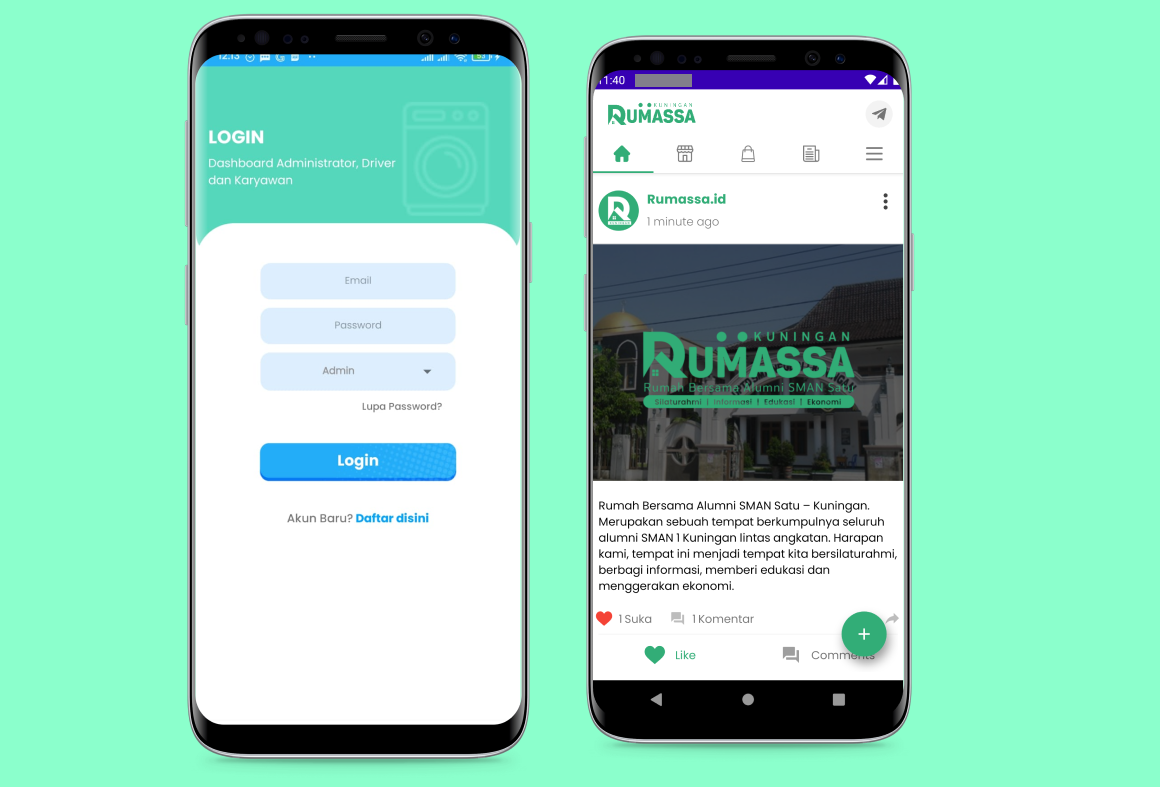 12.13
53
LOGIN
Dashboard Administrator, Driver
dan Karyawan
Email
Password
Admin
Lupa Password?
Login
Akun Baru? Daftar disini
11:40
KUNINGAN
RUMASSA
Rumassa.id
1 minute ago
KUNINGAN
RUMASSA
Rumah Bersama Alumni SMAN Satu
Silaturahmi | Informasi | Edukasi | Ekonomi
Rumah Bersama Alumni SMAN Satu – Kuningan.
Merupakan sebuah tempat berkumpulnya seluruh
alumni SMAN 1 Kuningan lintas angkatan. Harapan
kami, tempat ini menjadi tempat kita bersilaturahmi,
berbagi informasi, memberi edukasi dan
menggerakan ekonomi.
1 Suka 1 Komentar
Like Comments